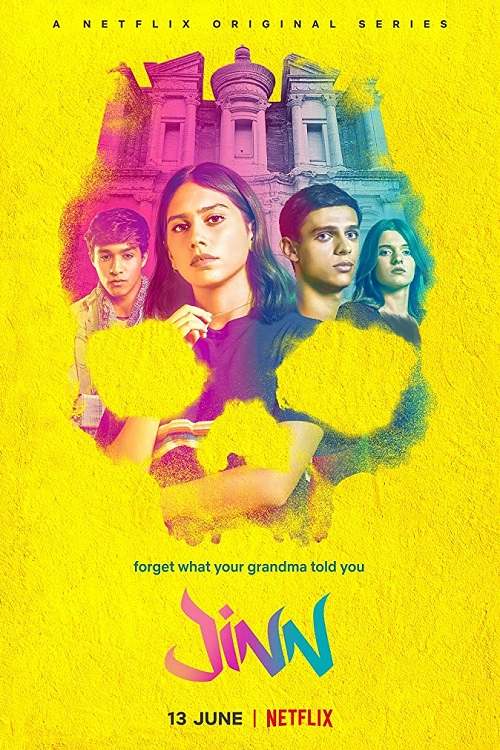 A NETFLIX ORIGINAL SERIES
forget what your grandma told you
JINN
13 JUNE | NETFLIX